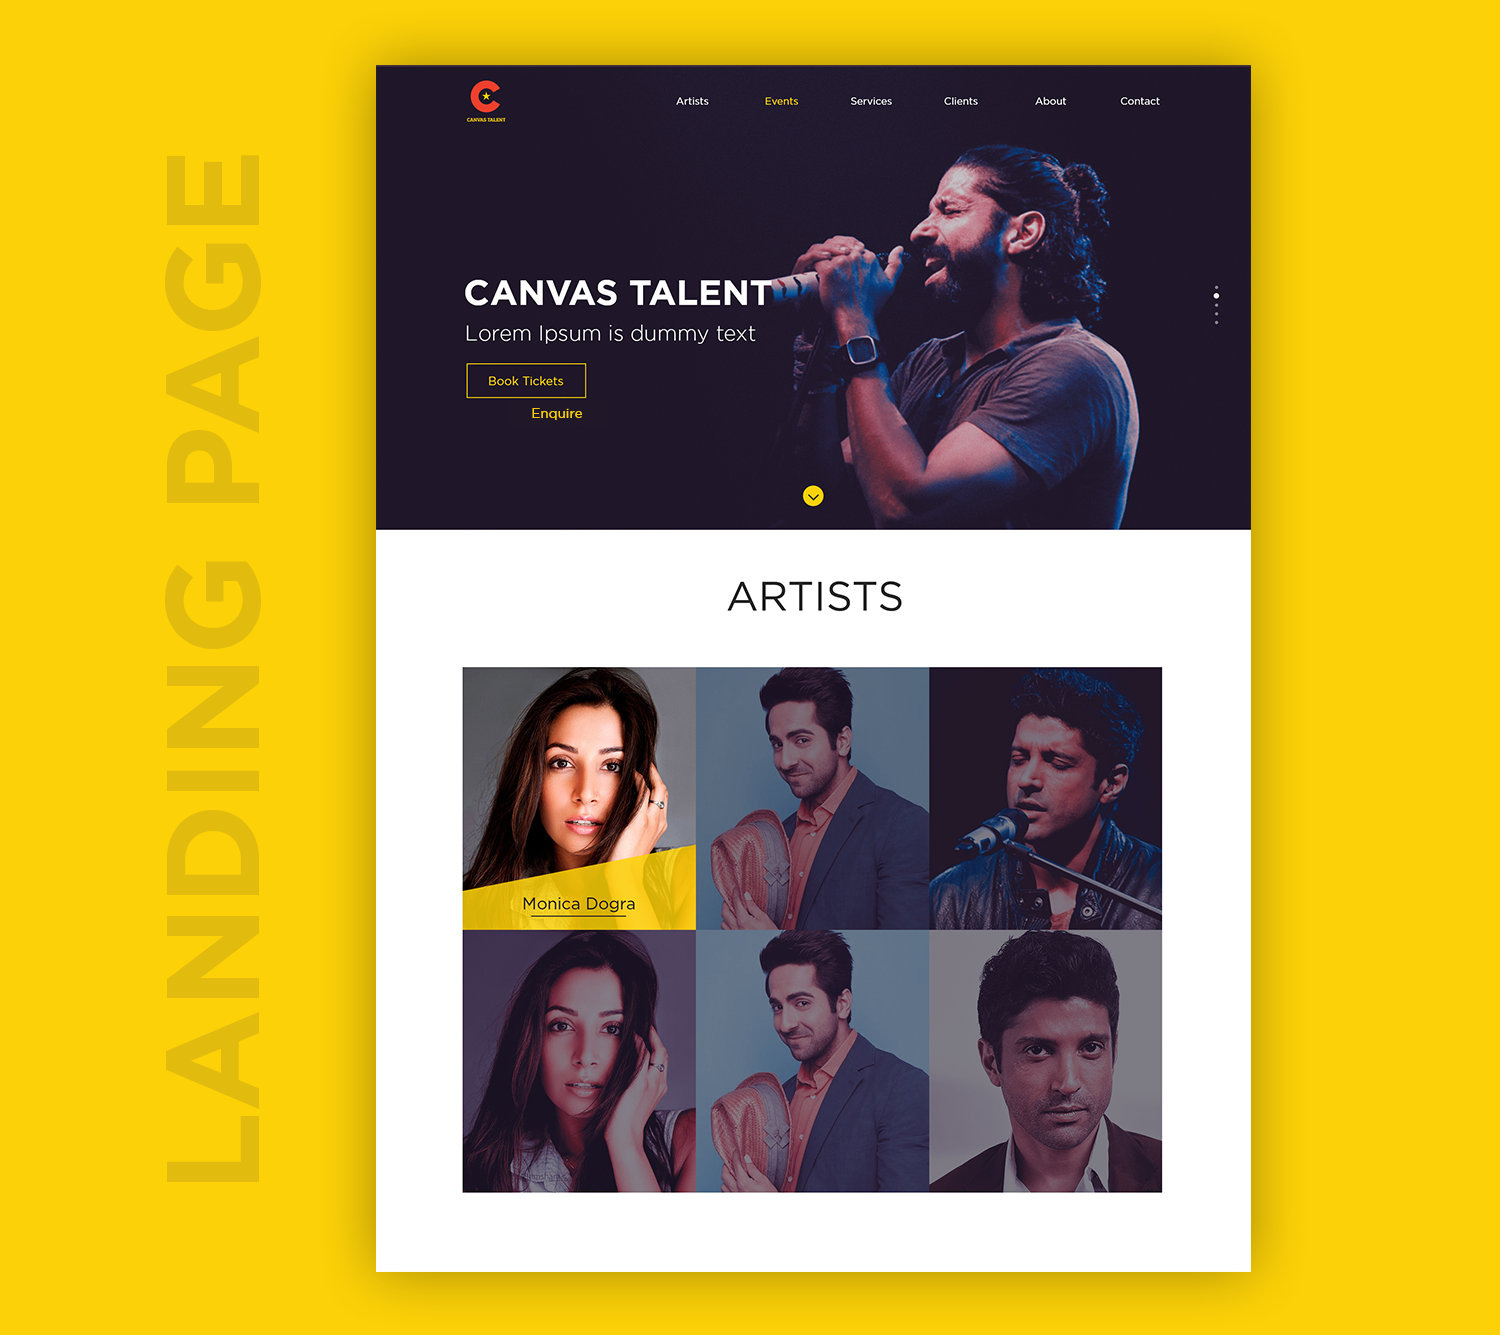 LANDING PAGE
CANVAS TALENT
Artists
Events
Services
Clients
About
Contact
CANVAS TALENT
Lorem Ipsum is dummy text
Book Tickets
Enquire
ARTISTS
Monica Dogra